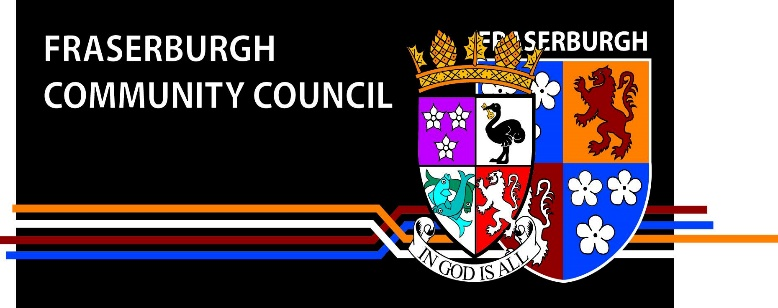 FRASERBURGH
COMMUNITY COUNCIL
FRASERBURGH
IN GOD IS ALL